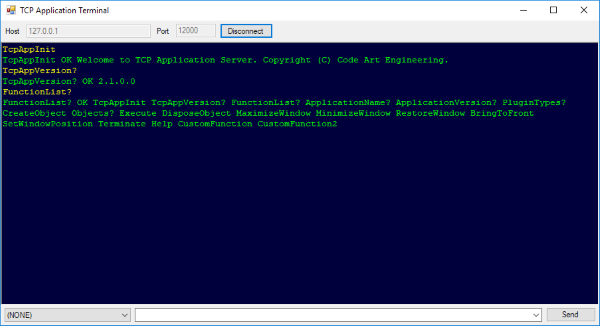 TCP Application Terminal
Host 127.0.0.1 Port 12000 Disconnect
TcpAppInit
TcpAppInit OK Welcome to TCP Application Server. Copyright (C) Code Art Engineering.
TcpAppVersion?
TcpAppVersion? OK 2.1.0.0
FunctionList?
FunctionList? OK TcpAppInit TcpAppVersion? FunctionList? ApplicationName? ApplicationVersion? PluginTypes?
CreateObject Objects? Execute DisposeObject MaximizeWindow MinimizeWindow RestoreWindow BringToFront
SetWindowPosition Terminate Help CustomFunction CustomFunction2
(NONE) Send